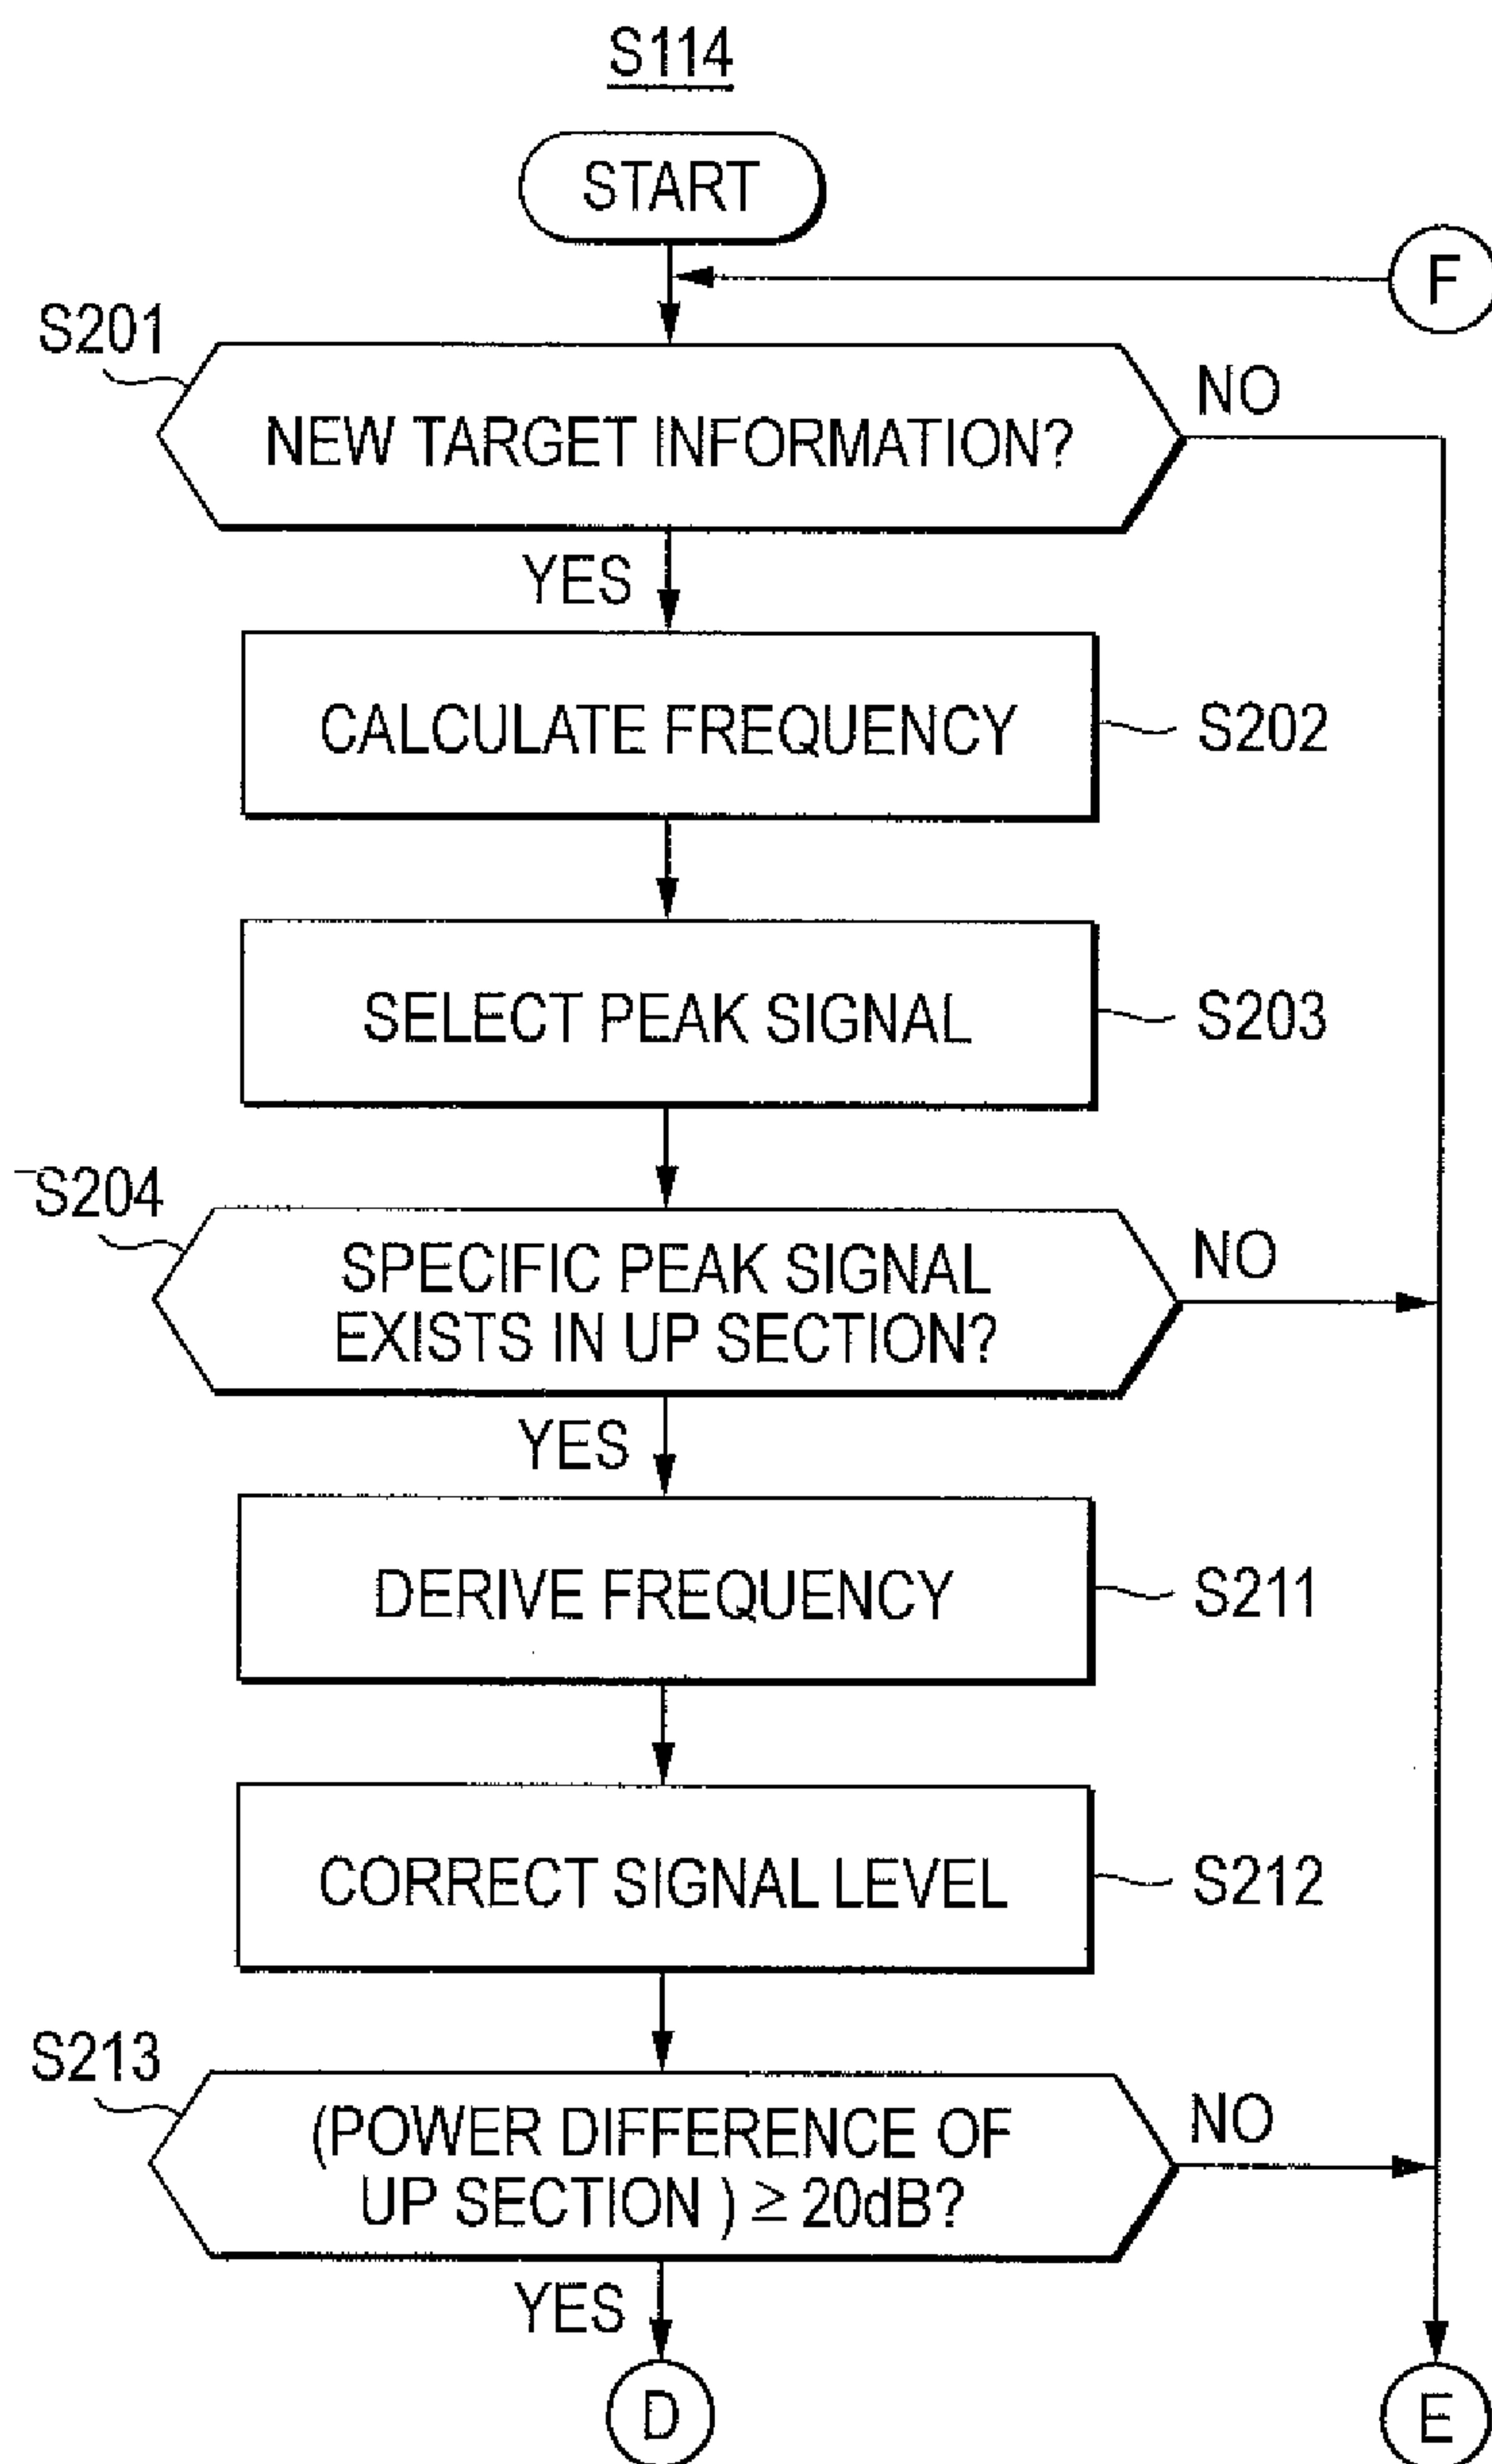 S114
START
F
S201
NO
NEW TARGET INFORMATION?
YES
CALCULATE FREQUENCY
S202
SELECT PEAK SIGNAL
S203
S204
NO
SPECIFIC PEAK SIGNAL
EXISTS IN UP SECTION?
YES
DERIVE FREQUENCY
S211
CORRECT SIGNAL LEVEL
S212
S213
NO
(POWER DIFFERENCE OF
UP SECTION ) ≥ 20dB?
YES
D
E